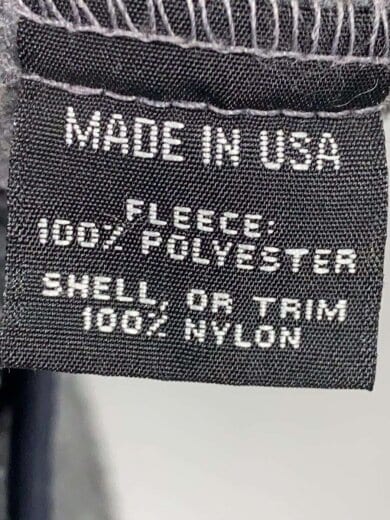 MADE IN USA
FLEECE:
100% POLYESTER
SHELL, OR TRIM
100% NYLON